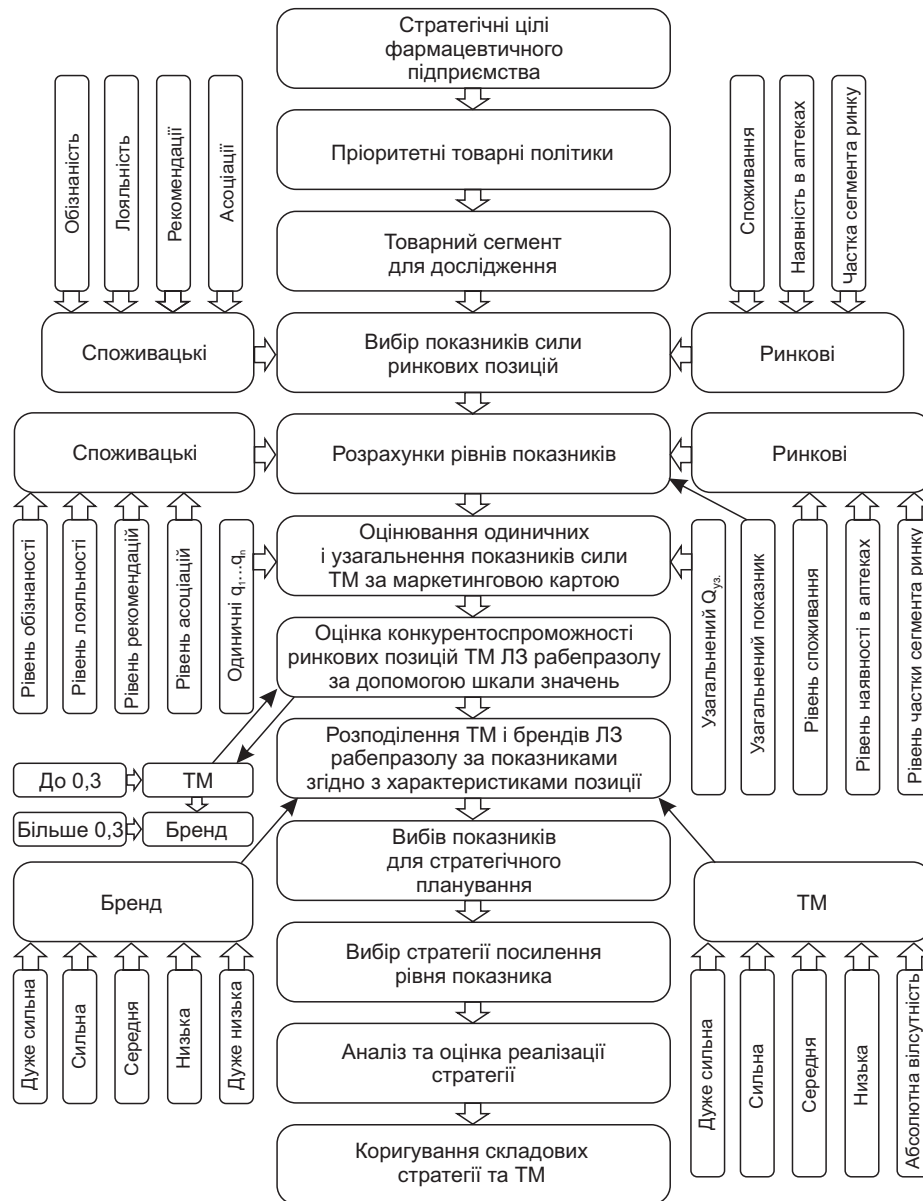 Стратегічні цілі
фармацевтичного
підприємства
Обізнаність
Лояльність
Рекомендації
Асоціації
Пріоритетні товарні політики
Споживання
Наявність в аптеках
Частка сегмента ринку
Товарний сегмент
для дослідження
Споживацькі
Вибір показників сили
ринкових позицій
Ринкові
Споживацькі
Розрахунки рівнів показників
Ринкові
Рівень обізнаності
Рівень лояльності
Рівень рекомендацій
Рівень асоціацій
Одиничні q₁...qₙ
Оцінювання одиничних
і узагальнення показників сили
ТМ за маркетинговою картою
Узагальнений Qуз.
Узагальнений показник
Рівень споживання
Рівень наявності в аптеках
Рівень частки сегмента ринку
Оцінка конкурентоспроможності
ринкових позицій ТМ ЛЗ рабепразолу
за допомогою шкали значень
Розподілення ТМ і брендів ЛЗ
рабепразолу за показниками
згідно з характеристиками позиції
До 0,3
ТМ
Більше 0,3
Бренд
Вибів показників
для стратегічного
планування
Бренд
ТМ
Дуже сильна
Сильна
Середня
Низька
Дуже низька
Вибір стратегії посилення
рівня показника
Дуже сильна
Сильна
Середня
Низька
Абсолютна вілсутність
Аналіз та оцінка реалізації
стратегії
Коригування складових
стратегії та ТМ